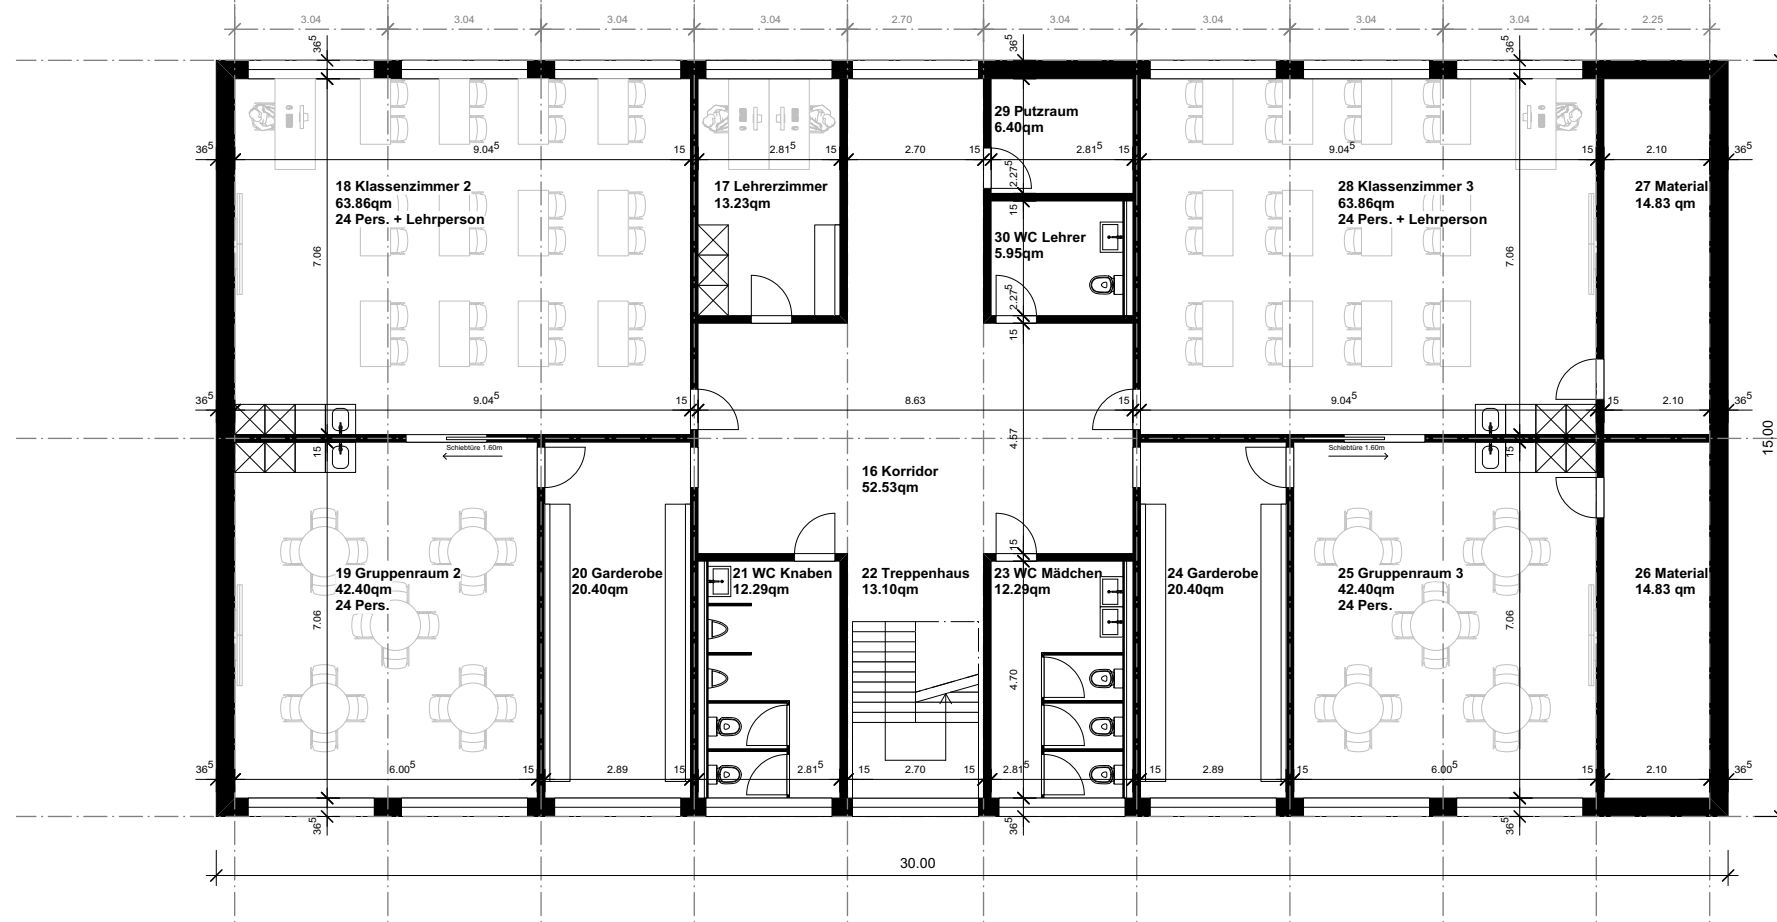 3.04 3.04 3.04 3.04 2.70 3.04 3.04 3.04 3.04 2.25
36⁵ 36⁵ 36⁵
29 Putzraum
6.40qm
36⁵ 9.04⁵ 15 2.81⁵ 15 2.70 15 2.81⁵ 15 9.04⁵ 15 2.10 36⁵
2.27⁵
18 Klassenzimmer 2
63.86qm
24 Pers. + Lehrperson
17 Lehrerzimmer
13.23qm
28 Klassenzimmer 3
63.86qm
24 Pers. + Lehrperson
27 Material
14.83 qm
15
30 WC Lehrer
5.95qm
7.06 7.06
2.27⁵
15
36⁵ 9.04⁵ 15 8.63 15 9.04⁵ 15 2.10 36⁵
4.57
15.00
Schiebtüre 1.60m Schiebtüre 1.60m
15 15
16 Korridor
52.53qm
15
19 Gruppenraum 2
42.40qm
24 Pers.
20 Garderobe
20.40qm
21 WC Knaben
12.29qm
22 Treppenhaus
13.10qm
23 WC Mädchen
12.29qm
24 Garderobe
20.40qm
25 Gruppenraum 3
42.40qm
24 Pers.
26 Material
14.83 qm
7.06 4.70 7.06
36⁵ 6.00⁵ 15 2.89 15 2.81⁵ 15 2.70 15 2.81⁵ 15 2.89 15 6.00⁵ 15 2.10 36⁵
36⁵ 36⁵ 36⁵
30.00